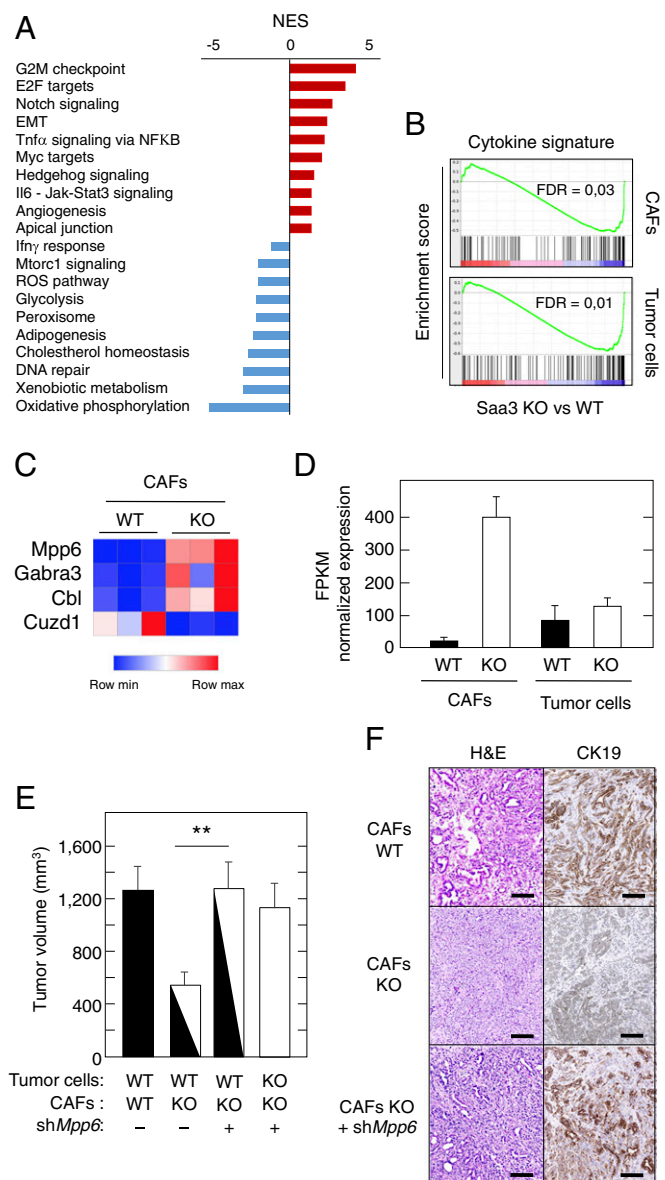 A
NES
-5 0 5
G2M checkpoint
E2F targets
Notch signaling
EMT
Tnfα signaling via NFKB
Myc targets
Hedgehog signaling
Il6 - Jak-Stat3 signaling
Angiogenesis
Apical junction
Ifnγ response
Mtorc1 signaling
ROS pathway
Glycolysis
Peroxisome
Adipogenesis
Cholestherol homeostasis
DNA repair
Xenobiotic metabolism
Oxidative phosphorylation
B
Cytokine signature
Enrichment score
FDR = 0,03
CAFs
FDR = 0,01
Tumor cells
Saa3 KO vs WT
C
CAFs
WT KO
Mpp6
Gabra3
Cbl
Cuzd1
Row min Row max
D
FPKM
normalized expression
400
300
200
100
0
WT KO WT KO
CAFs Tumor cells
E
Tumor volume (mm³)
1,600
1,200
800
400
0
**
Tumor cells: WT WT WT KO
CAFs : WT KO KO KO
shMpp6: – – + +
F
H&E CK19
CAFs
WT
CAFs
KO
CAFs KO
+ shMpp6